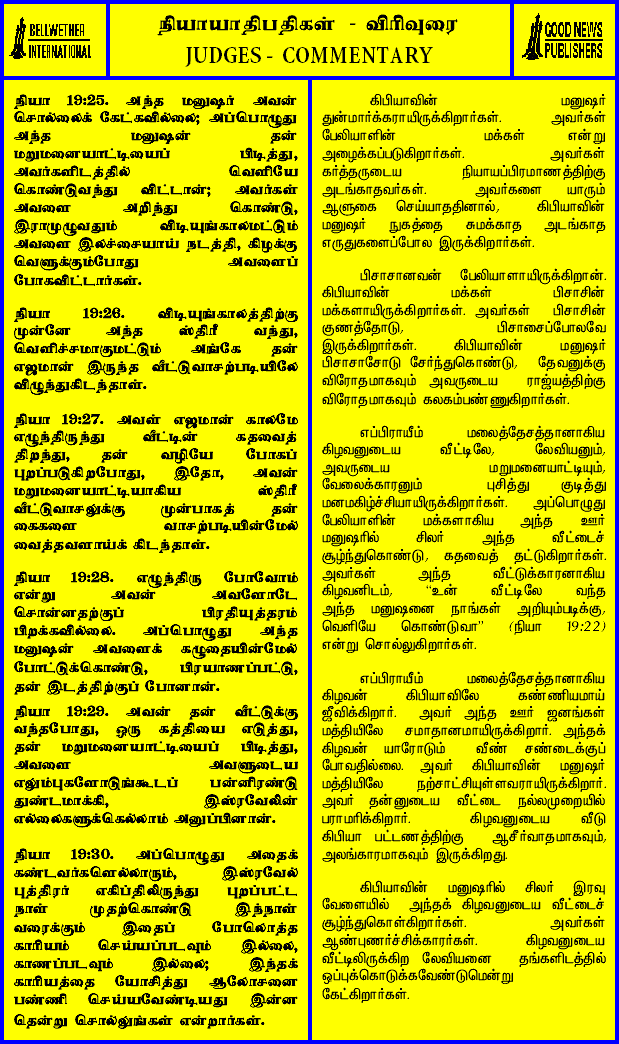 BELLWETHER
INTERNATIONAL
நியாயாதிபதிகள் - விரிவுரை
JUDGES - COMMENTARY
GOOD NEWS
PUBLISHERS
நியா 19:25. அந்த மனுஷர் அவன்
சொல்லைக் கேட்கவில்லை; அப்பொழுது
அந்த மனுஷன் தன்
மறுமனையாட்டியைப் பிடித்து,
அவர்களிடத்தில் வெளியே
கொண்டுவந்து விட்டான்; அவர்கள்
அவளை அறிந்து கொண்டு,
இராமுழுவதும் விடியுங்காலமட்டும்
அவளை இலச்சையாய் நடத்தி, கிழக்கு
வெளுக்கும்போது அவளைப்
போகவிட்டார்கள்.
நியா 19:26. விடியுங்காலத்திற்கு
முன்னே அந்த ஸ்திரீ வந்து,
வெளிச்சமாகுமட்டும் அங்கே தன்
எஜமான் இருந்த வீட்டுவாசற்படியிலே
விழுந்துகிடந்தாள்.
நியா 19:27. அவள் எஜமான் காலமே
எழுந்திருந்து வீட்டின் கதவைத்
திறந்து, தன் வழியே போகப்
புறப்படுகிறபோது, இதோ, அவன்
மறுமனையாட்டியாகிய ஸ்திரீ
வீட்டுவாசலுக்கு முன்பாகத் தன்
கைகளை வாசற்படியின்மேல்
வைத்தவளாய்க் கிடந்தாள்.
நியா 19:28. எழுந்திரு போவோம்
என்று அவன் அவளோடே
சொன்னதற்குப் பிரதியுத்தரம்
பிறக்கவில்லை. அப்பொழுது அந்த
மனுஷன் அவளைக் கழுதையின்மேல்
போட்டுக்கொண்டு, பிரயாணப்பட்டு,
தன் இடத்திற்குப் போனான்.
நியா 19:29. அவன் தன் வீட்டுக்கு
வந்தபோது, ஒரு கத்தியை எடுத்து,
தன் மறுமனையாட்டியைப் பிடித்து,
அவளை அவளுடைய
எலும்புகளோடுங்கூடப் பன்னிரண்டு
துண்டமாக்கி, இஸ்ரவேலின்
எல்லைகளுக்கெல்லாம் அனுப்பினான்.
நியா 19:30. அப்பொழுது அதைக்
கண்டவர்களெல்லாரும், இஸ்ரவேல்
புத்திரர் எகிப்திலிருந்து புறப்பட்ட
நாள் முதற்கொண்டு இந்நாள்
வரைக்கும் இதைப் போலொத்த
காரியம் செய்யப்படவும் இல்லை,
காணப்படவும் இல்லை; இந்தக்
காரியத்தை யோசித்து ஆலோசனை
பண்ணி செய்யவேண்டியது இன்ன
தென்று சொல்லுங்கள் என்றார்கள்.
கிபியாவின் மனுஷர்
துன்மார்க்கராயிருக்கிறார்கள். அவர்கள்
பேலியாளின் மக்கள் என்று
அழைக்கப்படுகிறார்கள். அவர்கள்
கர்த்தருடைய நியாயப்பிரமாணத்திற்கு
அடங்காதவர்கள். அவர்களை யாரும்
ஆளுகை செய்யாததினால், கிபியாவின்
மனுஷர் நுகத்தை சுமக்காத அடங்காத
எருதுகளைப்போல இருக்கிறார்கள்.
பிசாசானவன் பேலியாளாயிருக்கிறான்.
கிபியாவின் மக்கள் பிசாசின்
மக்களாயிருக்கிறார்கள். அவர்கள் பிசாசின்
குணத்தோடு, பிசாசைப்போலவே
இருக்கிறார்கள். கிபியாவின் மனுஷர்
பிசாசோடு சேர்ந்துகொண்டு, தேவனுக்கு
விரோதமாகவும் அவருடைய ராஜ்யத்திற்கு
விரோதமாகவும் கலகம்பண்ணுகிறார்கள்.
எப்பிராயீம் மலைத்தேசத்தானாகிய
கிழவனுடைய வீட்டிலே, லேவியனும்,
அவருடைய மறுமனையாட்டியும்,
வேலைக்காரனும் புசித்து குடித்து
மனமகிழ்ச்சியாயிருக்கிறார்கள். அப்பொழுது
பேலியாளின் மக்களாகிய அந்த ஊர்
மனுஷரில் சிலர் அந்த வீட்டைச்
சூழ்ந்துகொண்டு, கதவைத் தட்டுகிறார்கள்.
அவர்கள் அந்த வீட்டுக்காரனாகிய
கிழவனிடம், "உன் வீட்டிலே வந்த
அந்த மனுஷனை நாங்கள் அறியும்படிக்கு,
வெளியே கொண்டுவா" (நியா 19:22)
என்று சொல்லுகிறார்கள்.
எப்பிராயீம் மலைத்தேசத்தானாகிய
கிழவன் கிபியாவிலே கண்ணியமாய்
ஜீவிக்கிறார். அவர் அந்த ஊர் ஜனங்கள்
மத்தியிலே சமாதானமாயிருக்கிறார். அந்தக்
கிழவன் யாரோடும் வீண் சண்டைக்குப்
போவதில்லை. அவர் கிபியாவின் மனுஷர்
மத்தியிலே நற்சாட்சியுள்ளவராயிருக்கிறார்.
அவர் தன்னுடைய வீட்டை நல்லமுறையில்
பராமரிக்கிறார். கிழவனுடைய வீடு
கிபியா பட்டணத்திற்கு ஆசீர்வாதமாகவும்,
அலங்காரமாகவும் இருக்கிறது.
கிபியாவின் மனுஷரில் சிலர் இரவு
வேளையில் அந்தக் கிழவனுடைய வீட்டைச்
சூழ்ந்துகொள்கிறார்கள். அவர்கள்
ஆண்புணர்ச்சிக்காரர்கள். கிழவனுடைய
வீட்டிலிருக்கிற லேவியனை தங்களிடத்தில்
ஒப்புக்கொடுக்கவேண்டுமென்று
கேட்கிறார்கள்.